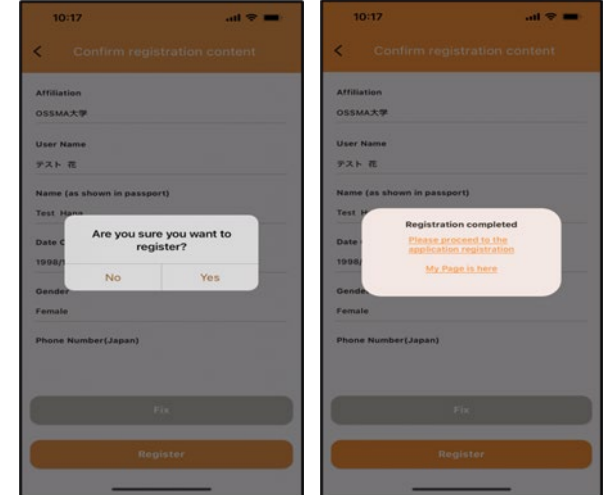 10:17
Confirm registration content
Affiliation
OSSMA大学
User Name
テスト 花
Name (as shown in passport)
Test Hana
Are you sure you want to
register?
Date
1998/
No
Yes
Gender
Female
Phone Number(Japan)
Fix
Register
10:17
Confirm registration content
Affiliation
OSSMA大学
User Name
テスト 花
Name (as shown in passport)
Test
Registration completed
Please proceed to the
application registration
My Page is here
Date
1998/
Gende
Female
Phone Number(Japan)
Fix
Register